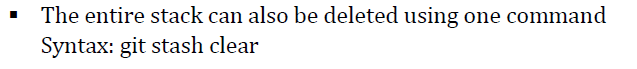 ▪ The entire stack can also be deleted using one command
Syntax: git stash clear